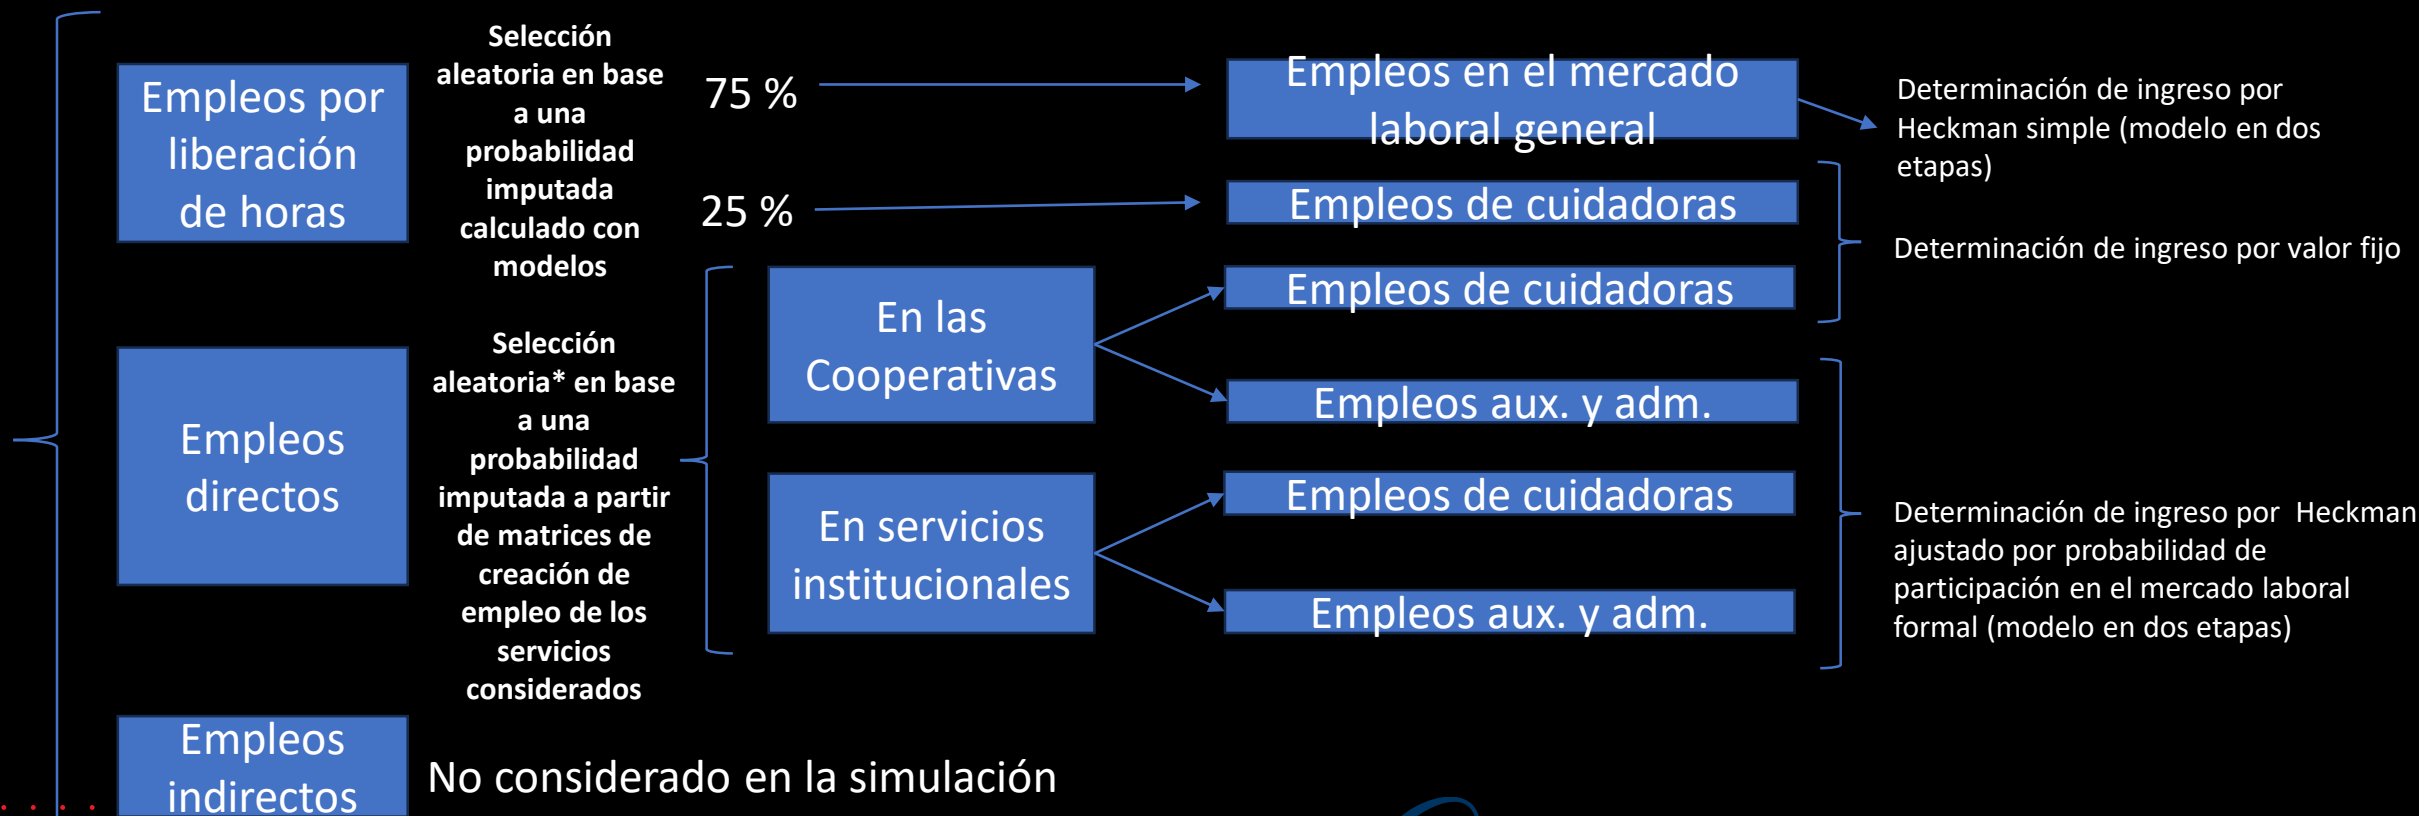 Empleos por
liberación
de horas
Selección
aleatoria en base
a una
probabilidad
imputada
calculado con
modelos
75 %
25 %
Empleos en el mercado
laboral general
Determinación de ingreso por
Heckman simple (modelo en dos
etapas)
Empleos de cuidadoras
Determinación de ingreso por valor fijo
Empleos
directos
Selección
aleatoria* en base
a una
probabilidad
imputada a partir
de matrices de
creación de
empleo de los
servicios
considerados
En las
Cooperativas
Empleos de cuidadoras
Empleos aux. y adm.
En servicios
institucionales
Empleos de cuidadoras
Empleos aux. y adm.
Determinación de ingreso por  Heckman
ajustado por probabilidad de
participación en el mercado laboral
formal (modelo en dos etapas)
Empleos
indirectos
No considerado en la simulación